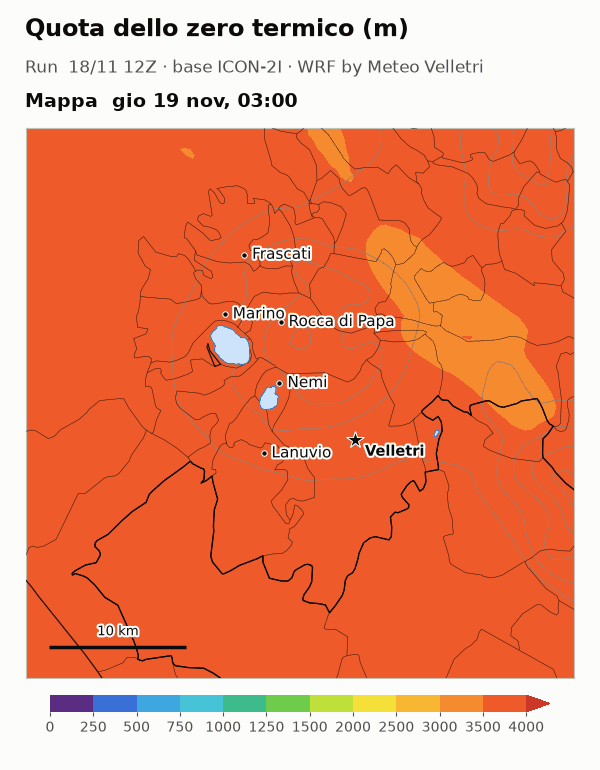 Quota dello zero termico (m)
Run 18/11 12Z · base ICON-2I · WRF by Meteo Velletri
Mappa gio 19 nov, 03:00
Frascati
Marino
Rocca di Papa
Nemi
Velletri
Lanuvio
10 km
0 250 500 750 1000 1250 1500 2000 2500 3000 3500 4000